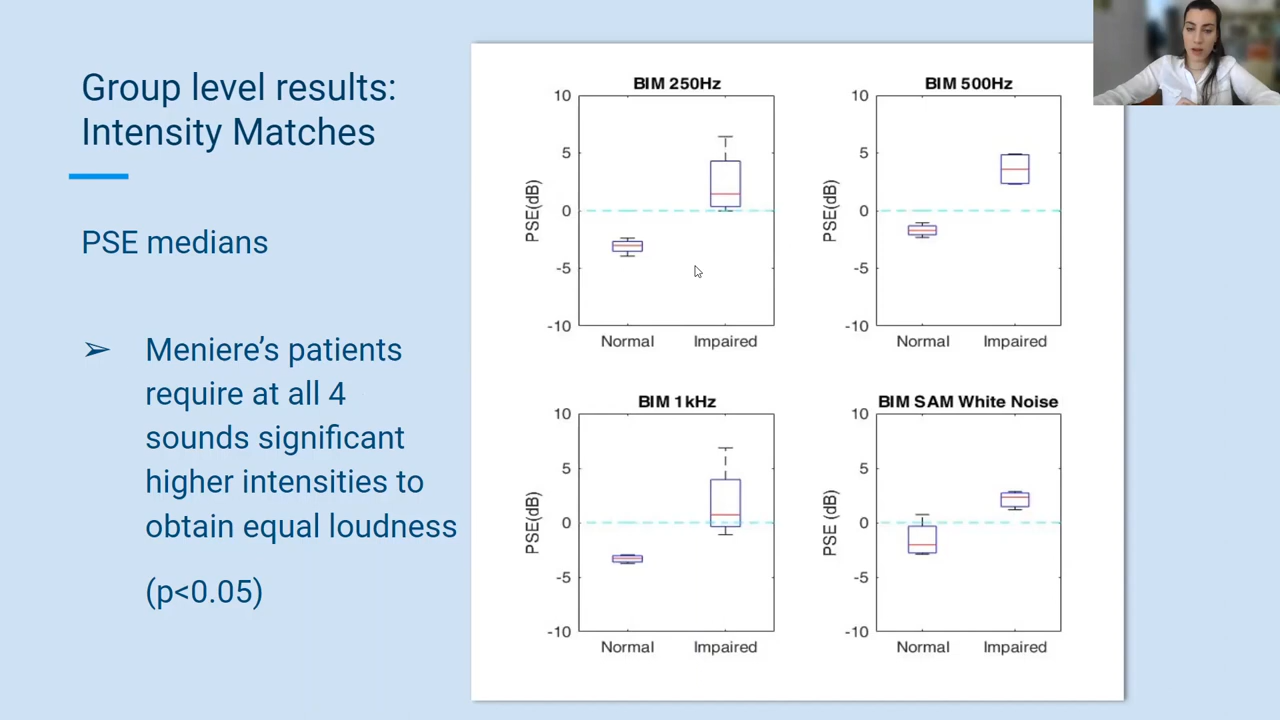 Group level results:
Intensity Matches
PSE medians
➢ Meniere's patients
require at all 4
sounds significant
higher intensities to
obtain equal loudness
(p<0.05)
BIM 250Hz
10
5
0
-5
-10
PSE(dB)
Normal Impaired
BIM 500Hz
10
5
0
-5
-10
PSE(dB)
Normal Impaired
BIM 1kHz
10
5
0
-5
-10
PSE(dB)
Normal Impaired
BIM SAM White Noise
10
5
0
-5
-10
PSE (dB)
Normal Impaired